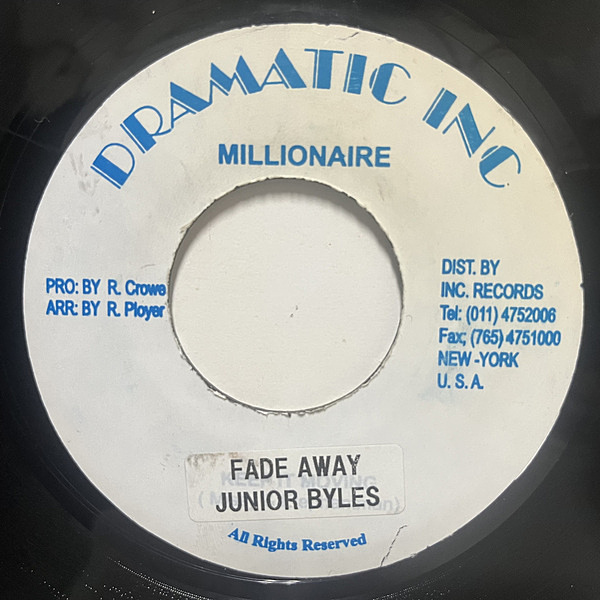 DRAMATIC INC
MILLIONAIRE
PRO: BY R. Crowe
ARR: BY R. Ployer
DIST. BY
INC. RECORDS
Tel: (011) 4752006
Fax; (765) 4751000
NEW -YORK
U. S. A.
FADE AWAY
JUNIOR BYLES
All Rights Reserved